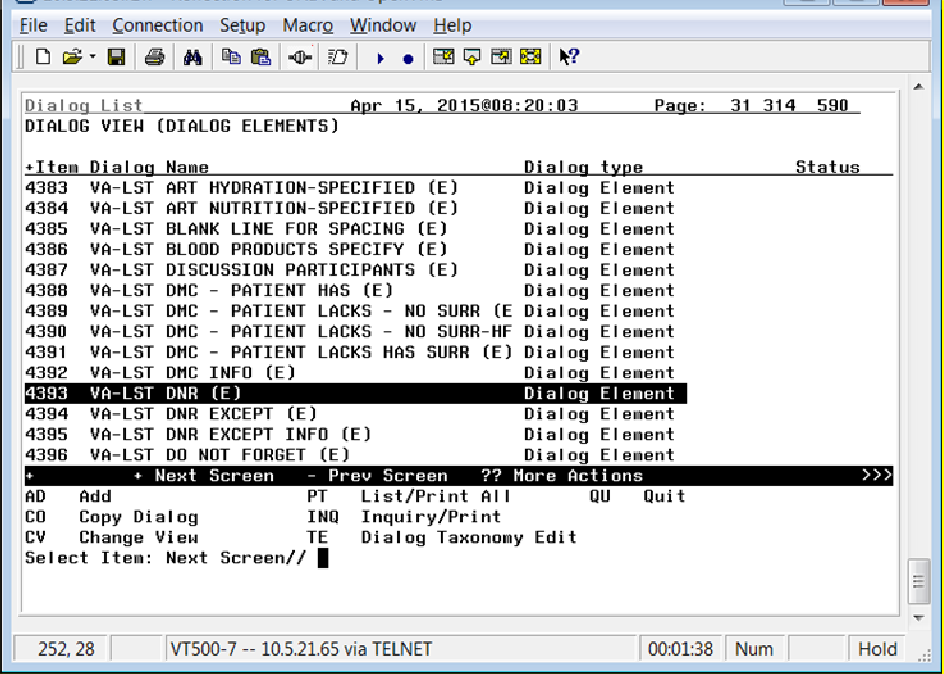 File Edit Connection Setup Macro Window Help
Dialog List Apr 15, 2015@08:20:03 Page: 31 314 590
DIALOG VIEW (DIALOG ELEMENTS)
+Item Dialog Name Dialog type Status
4383 VA-LST ART HYDRATION-SPECIFIED (E) Dialog Element
4384 VA-LST ART NUTRITION-SPECIFIED (E) Dialog Element
4385 VA-LST BLANK LINE FOR SPACING (E) Dialog Element
4386 VA-LST BLOOD PRODUCTS SPECIFY (E) Dialog Element
4387 VA-LST DISCUSSION PARTICIPANTS (E) Dialog Element
4388 VA-LST DMC - PATIENT HAS (E) Dialog Element
4389 VA-LST DMC - PATIENT LACKS - NO SURR (E Dialog Element
4390 VA-LST DMC - PATIENT LACKS - NO SURR-HF Dialog Element
4391 VA-LST DMC - PATIENT LACKS HAS SURR (E) Dialog Element
4392 VA-LST DMC INFO (E) Dialog Element
4393 VA-LST DNR (E) Dialog Element
4394 VA-LST DNR EXCEPT (E) Dialog Element
4395 VA-LST DNR EXCEPT INFO (E) Dialog Element
4396 VA-LST DO NOT FORGET (E) Dialog Element
+ + Next Screen - Prev Screen ?? More Actions >>>
AD Add PT List/Print All QU Quit
CO Copy Dialog INQ Inquiry/Print
CV Change View TE Dialog Taxonomy Edit
Select Item: Next Screen//
252, 28 VT500-7 -- 10.5.21.65 via TELNET 00:01:38 Num Hold